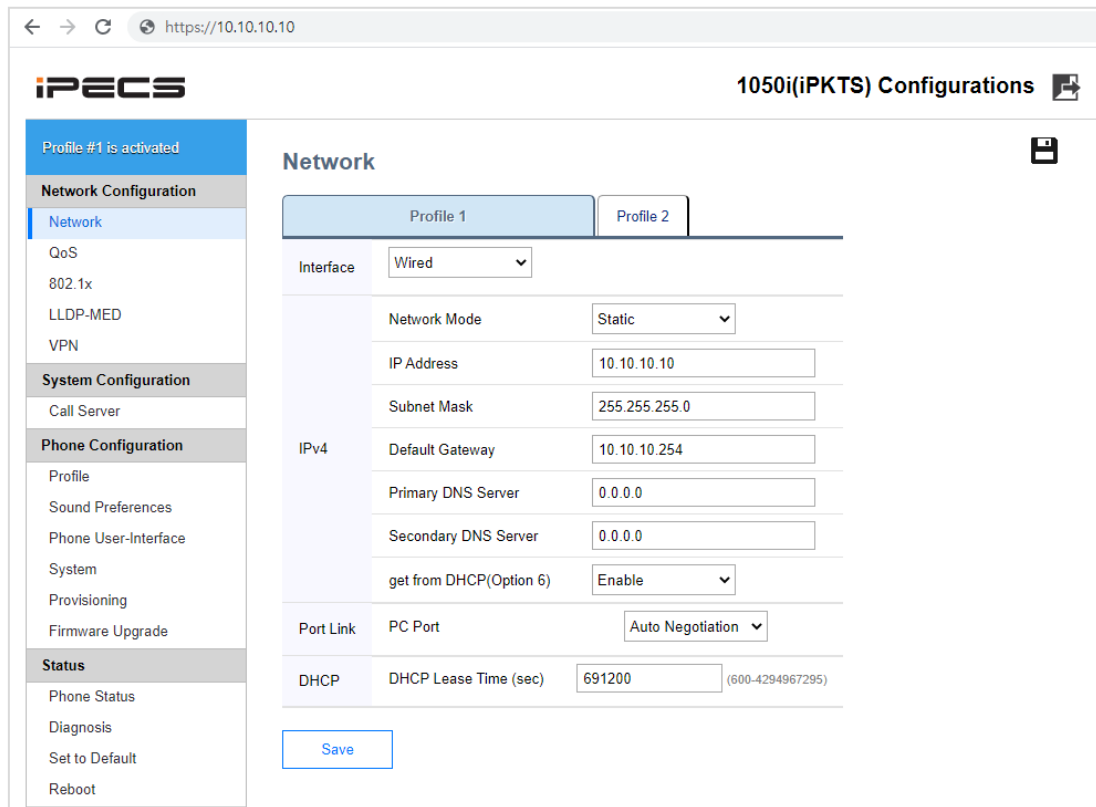 https://10.10.10.10
iPECS
1050i(iPKTS) Configurations
Profile #1 is activated
Network Configuration
Network
QoS
802.1x
LLDP-MED
VPN
System Configuration
Call Server
Phone Configuration
Profile
Sound Preferences
Phone User-Interface
System
Provisioning
Firmware Upgrade
Status
Phone Status
Diagnosis
Set to Default
Reboot
Network
Profile 1 Profile 2
Interface Wired
IPv4
Network Mode Static
IP Address 10.10.10.10
Subnet Mask 255.255.255.0
Default Gateway 10.10.10.254
Primary DNS Server 0.0.0.0
Secondary DNS Server 0.0.0.0
get from DHCP(Option 6) Enable
Port Link PC Port Auto Negotiation
DHCP DHCP Lease Time (sec) 691200 (600-4294967295)
Save